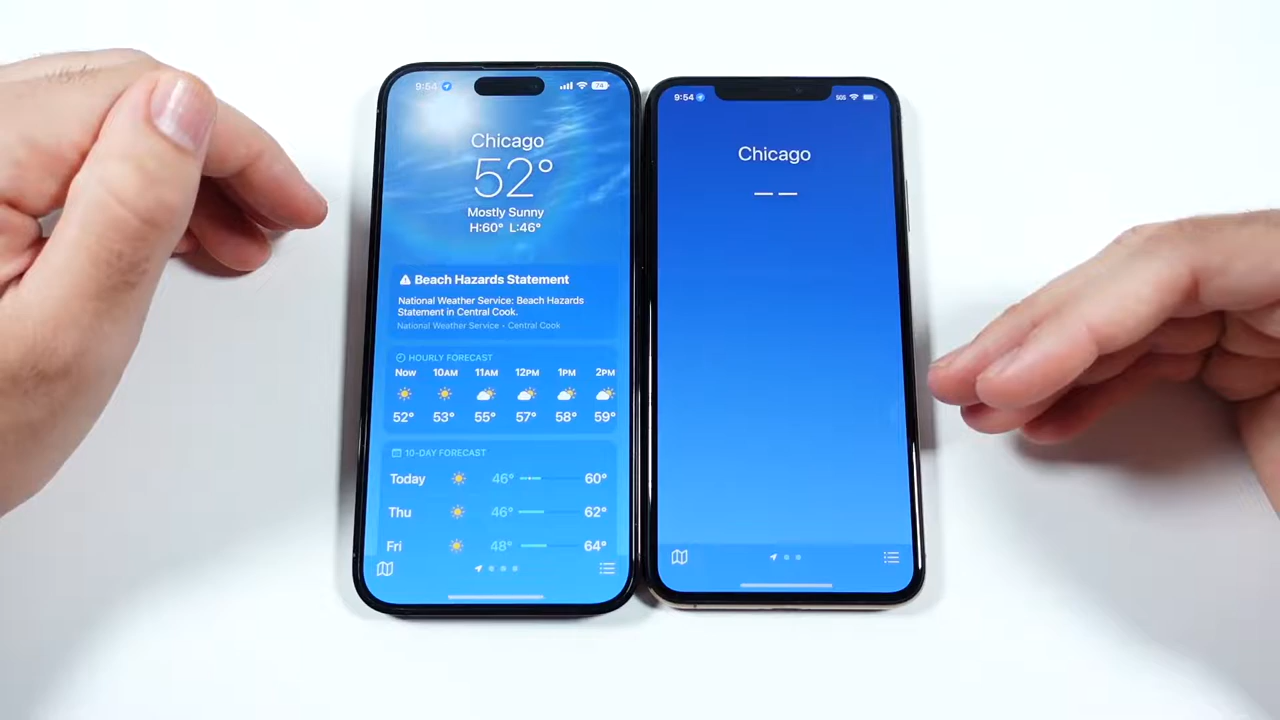 9:54
74
Chicago
52°
Mostly Sunny
H:60° L:46°
Beach Hazards Statement
National Weather Service: Beach Hazards
Statement in Central Cook.
National Weather Service • Central Cook
HOURLY FORECAST
Now 10AM 11AM 12PM 1PM 2PM
52° 53° 55° 57° 58° 59°
10-DAY FORECAST
Today 46° 60°
Thu 46° 62°
Fri 48° 64°
9:54
SOS
Chicago
— —